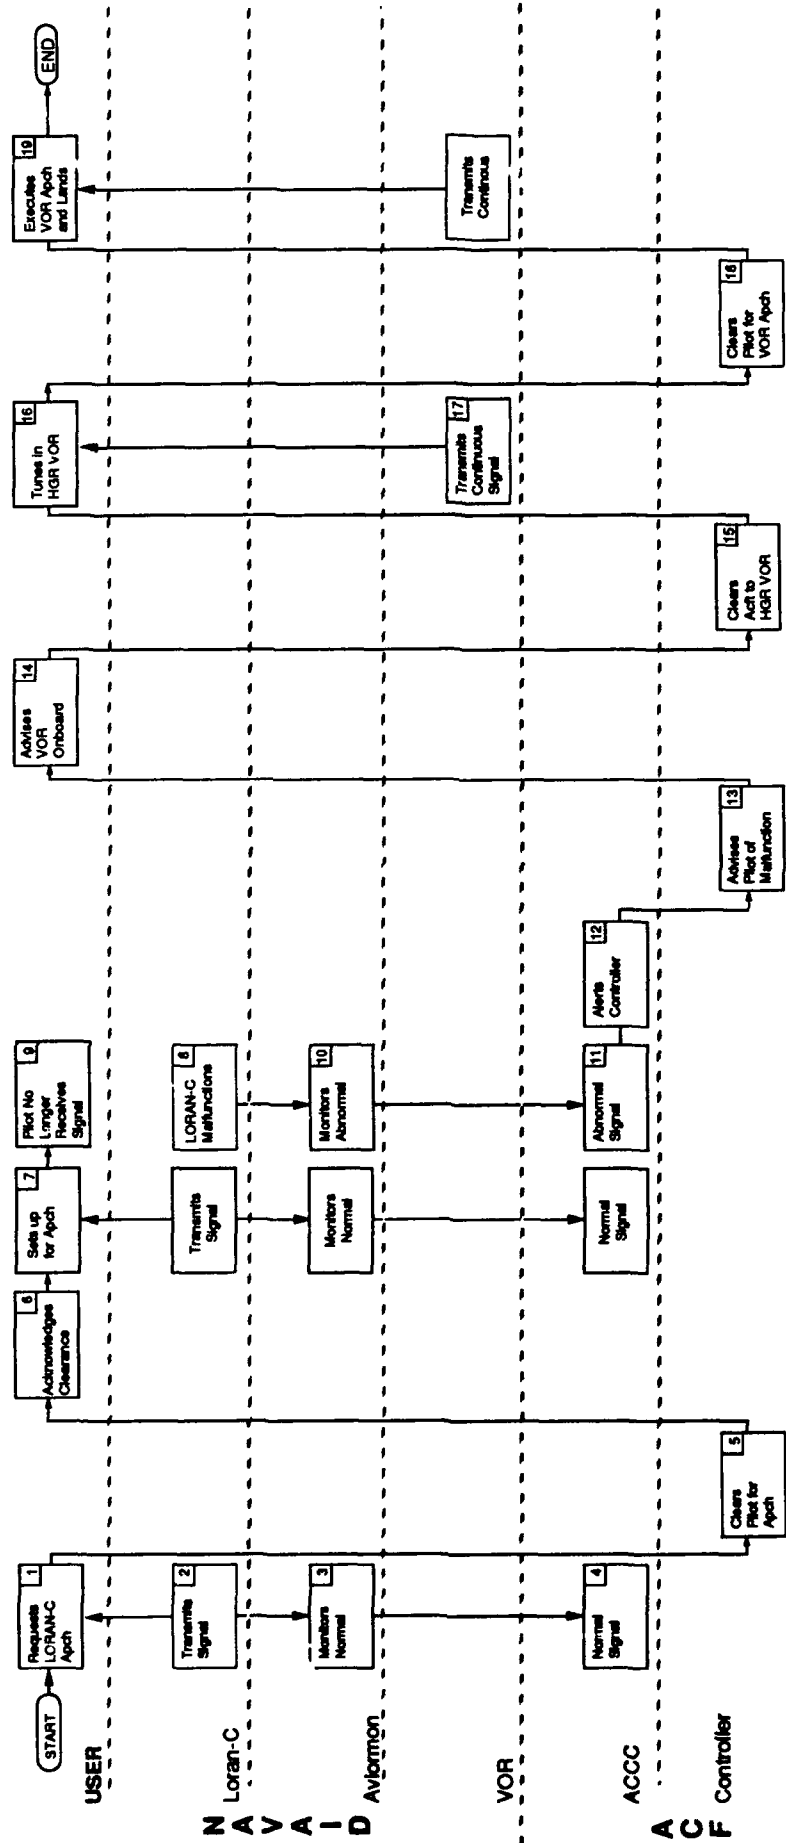 START
1
Requests
LORAN-C
Apch
6
Acknowledges
Clearance
7
Sets up
for Apch
9
Pilot No
Longer
Receives
Signal
14
Advises
VOR
Onboard
16
Tunes in
HGR VOR
19
Executes
VOR Apch
and Lands
END
USER
2
Transmits
Signal
Transmits
Signal
8
LORAN-C
Malfunctions
Loran-C
3
Monitors
Normal
Monitors
Normal
10
Monitors
Abnormal
Aviormon
NAVAID
17
Transmits
Continuous
Signal
Transmits
Continous
VOR
4
Normal
Signal
Normal
Signal
11
Abnormal
Signal
12
Alerts
Controller
ACCC
5
Clears
Pilot for
Apch
13
Advises
Pilot of
Malfunction
15
Clears
Acft to
HGR VOR
18
Clears
Pilot for
VOR Apch
Controller
ACF